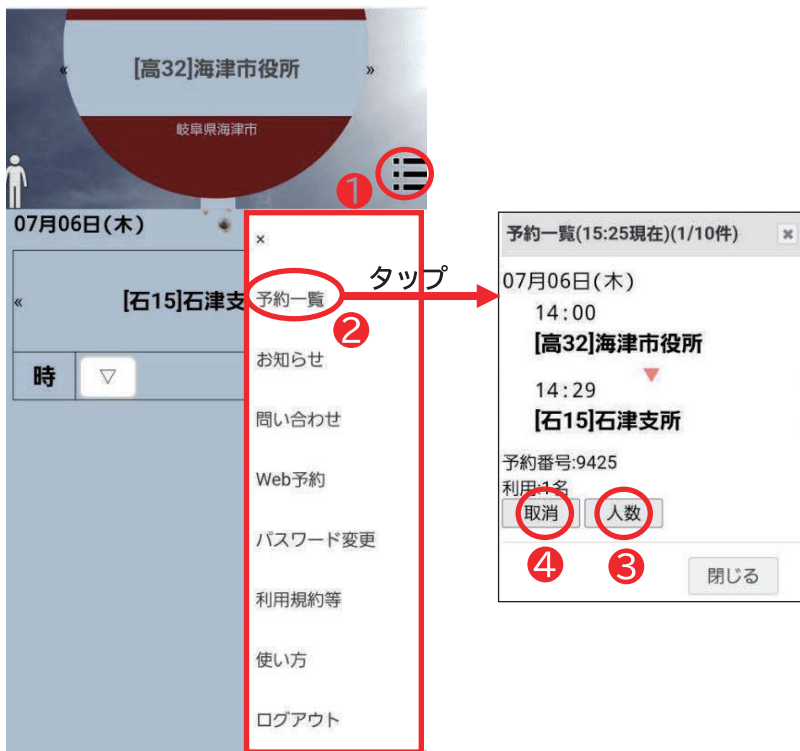 « [高32]海津市役所 »
岐阜県海津市
1
07月06日(木)
« [石15]石津支
時 ▽
×
予約一覧
2
お知らせ
問い合わせ
Web予約
パスワード変更
利用規約等
使い方
ログアウト
タップ
予約一覧(15:25現在)(1/10件) ×
07月06日(木)
14:00
[高32]海津市役所
▼
14:29
[石15]石津支所
予約番号:9425
利用:1名
取消 人数
4 3
閉じる